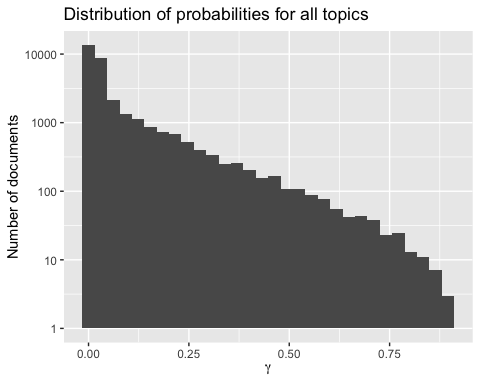 Distribution of probabilities for all topics
Number of documents
10000
1000
100
10
1
0.00 0.25 0.50 0.75
γ